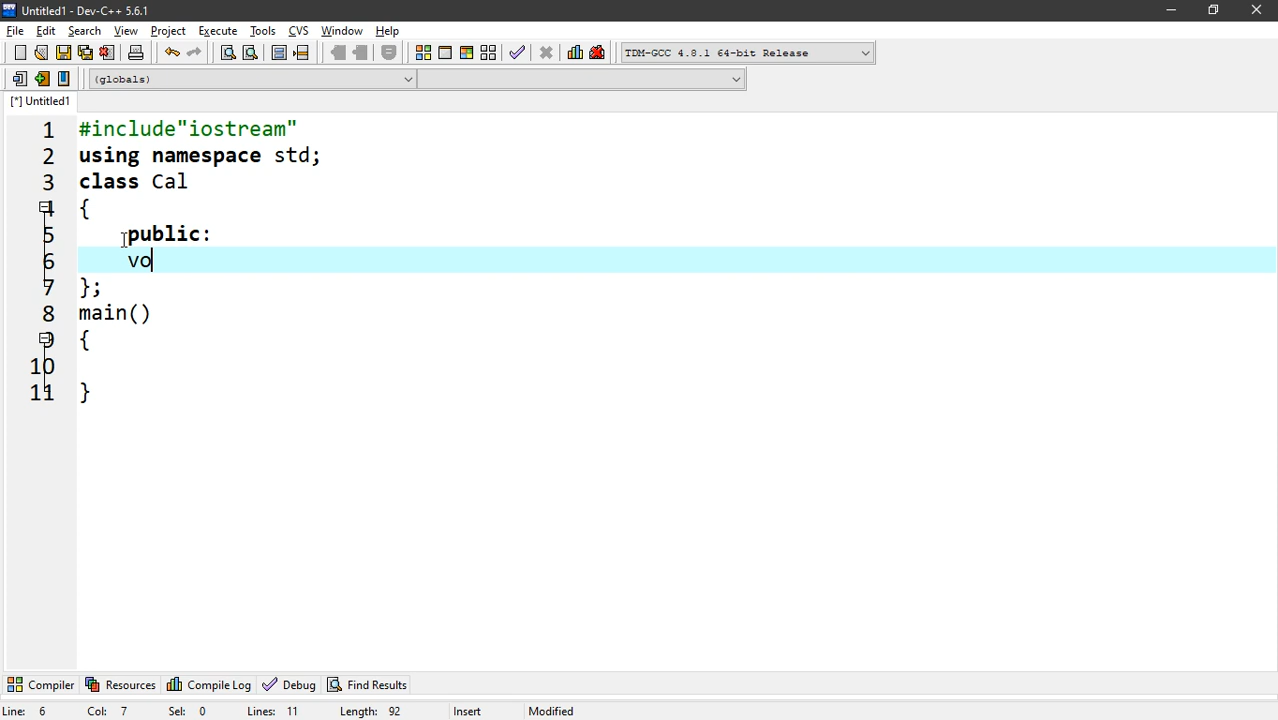 Untitled1 - Dev-C++ 5.6.1
File Edit Search View Project Execute Tools CVS Window Help
TDM-GCC 4.8.1 64-bit Release
(globals)
[*] Untitled1
1 #include"iostream"
2 using namespace std;
3 class Cal
4 {
5 public:
6 vo
7 };
8 main()
9 {
10
11 }
Compiler Resources Compile Log Debug Find Results
Line: 6 Col: 7 Sel: 0 Lines: 11 Length: 92 Insert Modified